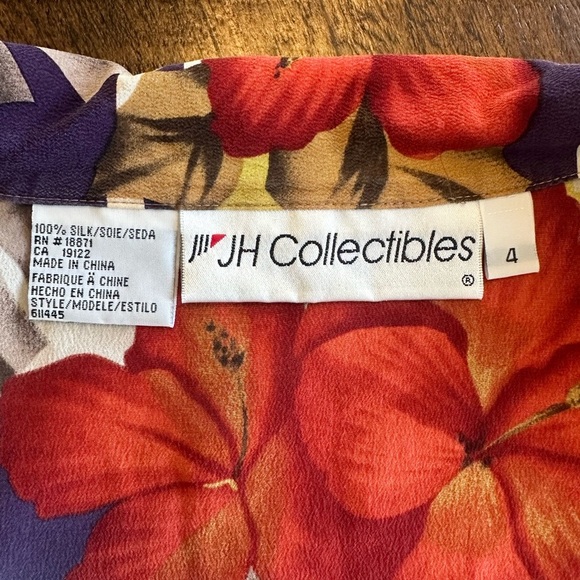 100% SILK/SOIE/SEDA
RN # 18871
CA 19122
MADE IN CHINA
FABRIQUE À CHINE
HECHO EN CHINA
STYLE/MODELE/ESTILO
611445
JH Collectibles
®
4